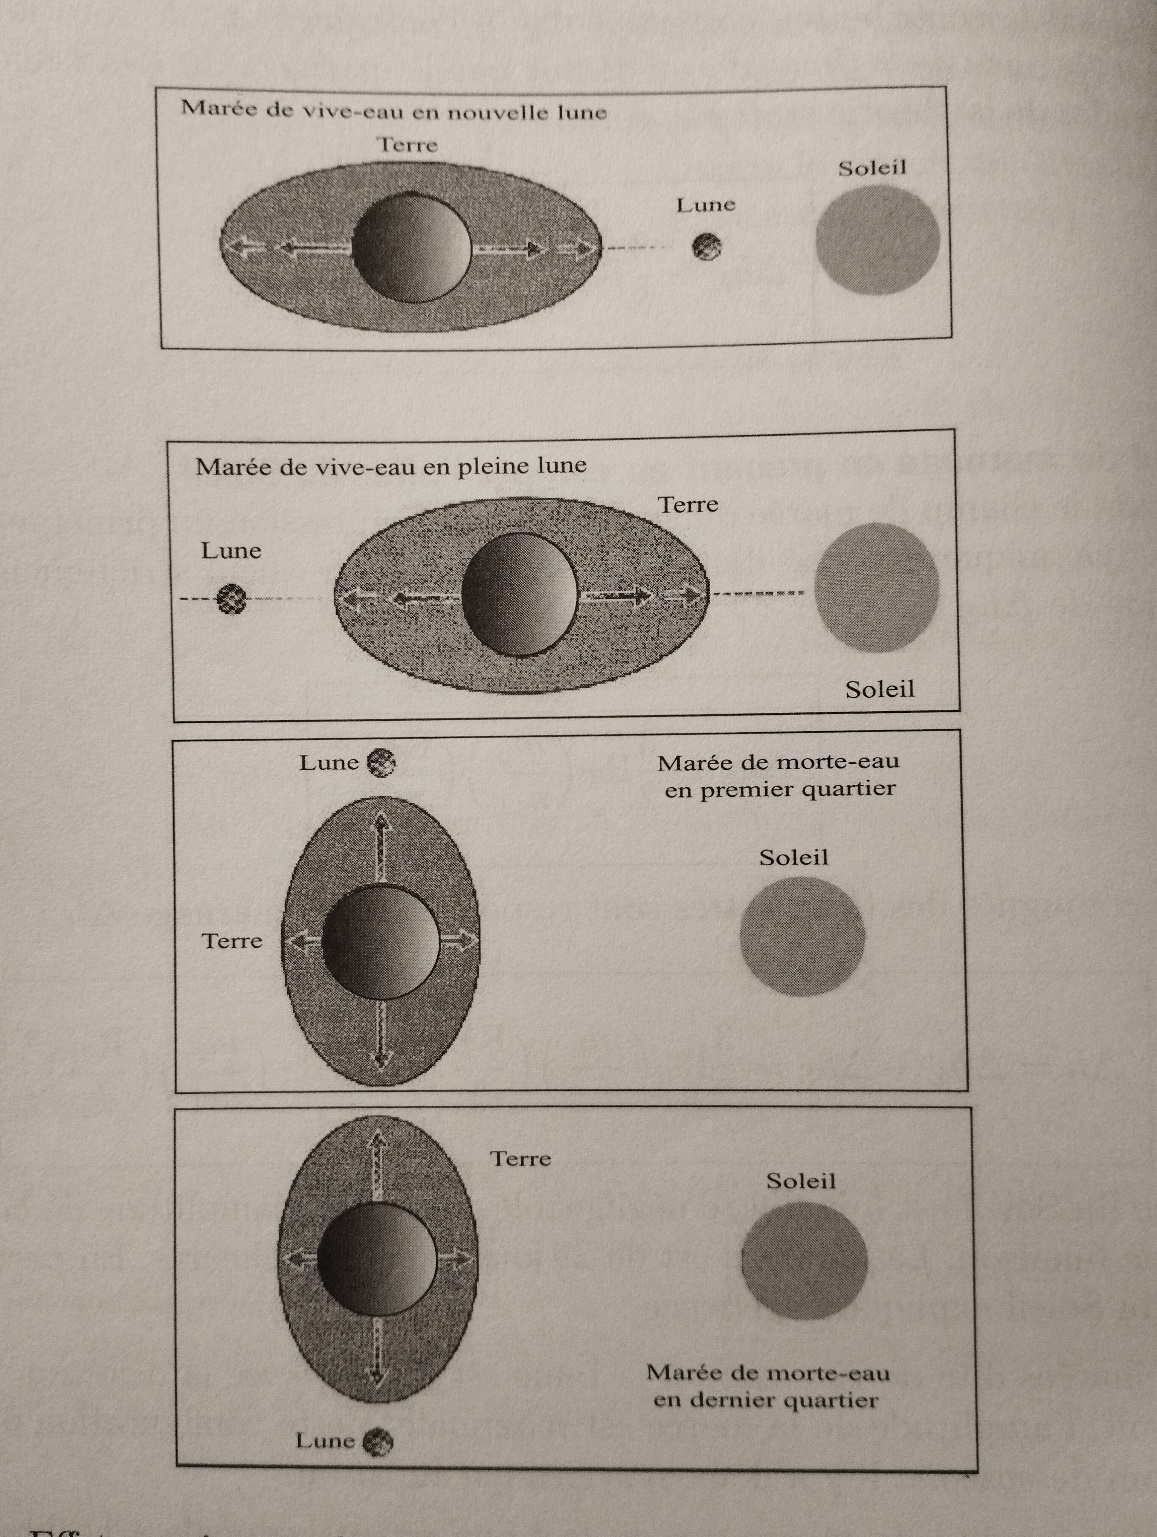 Marée de vive-eau en nouvelle lune
Terre
Soleil
Lune
Marée de vive-eau en pleine lune
Terre
Lune
Soleil
Lune
Marée de morte-eau
en premier quartier
Soleil
Terre
Terre
Soleil
Marée de morte-eau
en dernier quartier
Lune